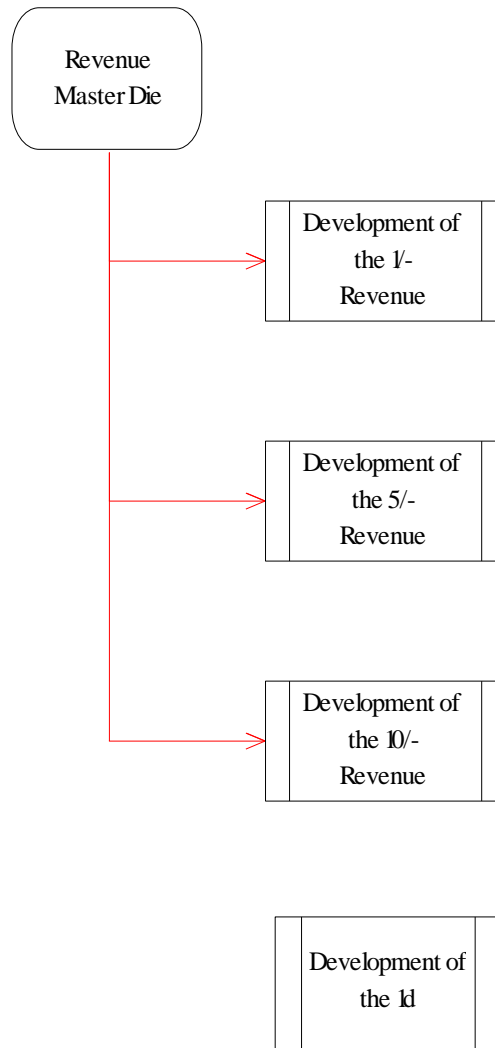 Revenue
Master Die
Development of
the 1/-
Revenue
Development of
the 5/-
Revenue
Development of
the 10/-
Revenue
Development of
the 1d